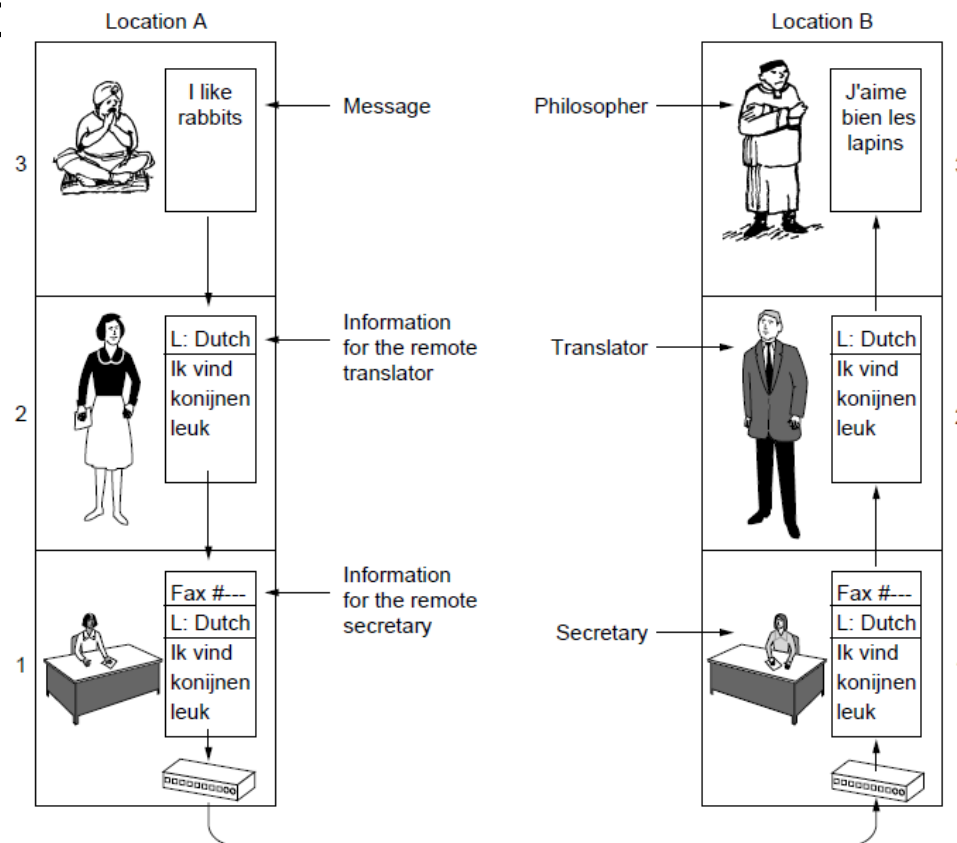 Location A
Location B
I like
rabbits
Message
Philosopher
J'aime
bien les
lapins
3
L: Dutch
Ik vind
konijnen
leuk
Information
for the remote
translator
Translator
L: Dutch
Ik vind
konijnen
leuk
2
Fax #---
L: Dutch
Ik vind
konijnen
leuk
Information
for the remote
secretary
Secretary
Fax #---
L: Dutch
Ik vind
konijnen
leuk
1